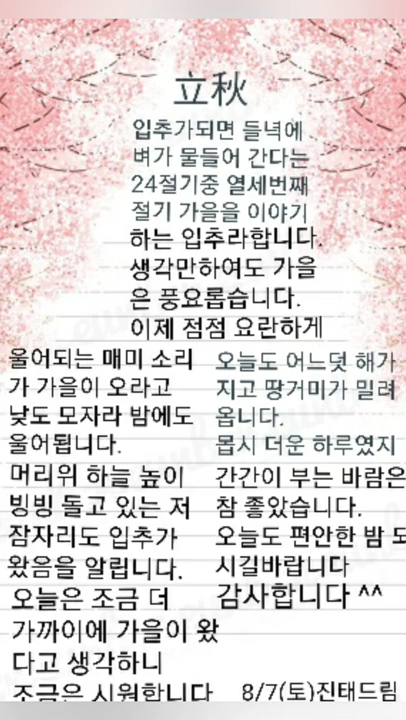 立秋
입추가되면 들녘에
벼가 물들어 간다는
24절기중 열세번째
절기 가을을 이야기
하는 입추라합니다.
생각만하여도 가을
은 풍요롭습니다.
이제 점점 요란하게
울어되는 매미 소리
가 가을이 오라고
낮도 모자라 밤에도
울어됩니다.
머리위 하늘 높이
빙빙 돌고 있는 저
잠자리도 입추가
왔음을 알립니다.
오늘은 조금 더
가까이에 가을이 왔
다고 생각하니
조금은 시원합니다
오늘도 어느덧 해가
지고 땅거미가 밀려
옵니다.
몹시 더운 하루였지
간간이 부는 바람은
참 좋았습니다.
오늘도 편안한 밤 되
시길바랍니다
감사합니다 ^^
8/7(토)진태드림